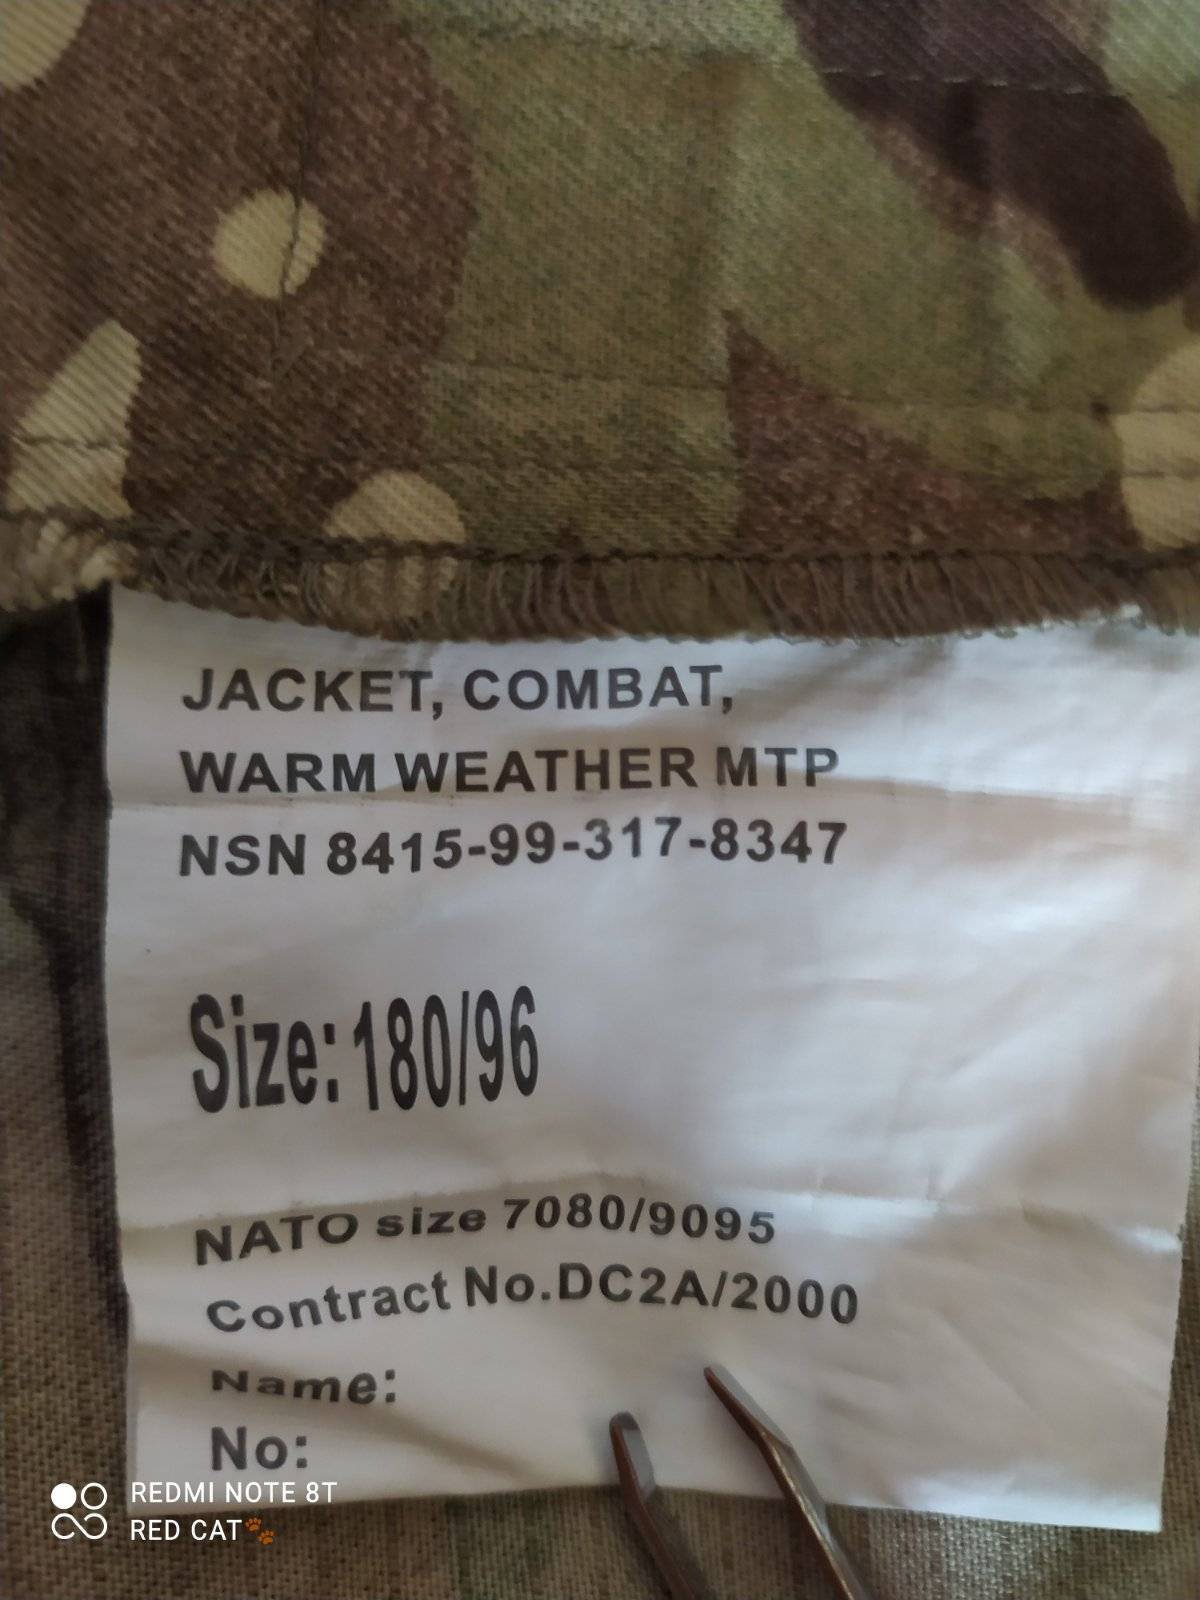 JACKET, COMBAT,
WARM WEATHER MTP
NSN 8415-99-317-8347
Size: 180/96
NATO size 7080/9095
Contract No.DC2A/2000
Name:
No:
REDMI NOTE 8T
RED CAT🐾